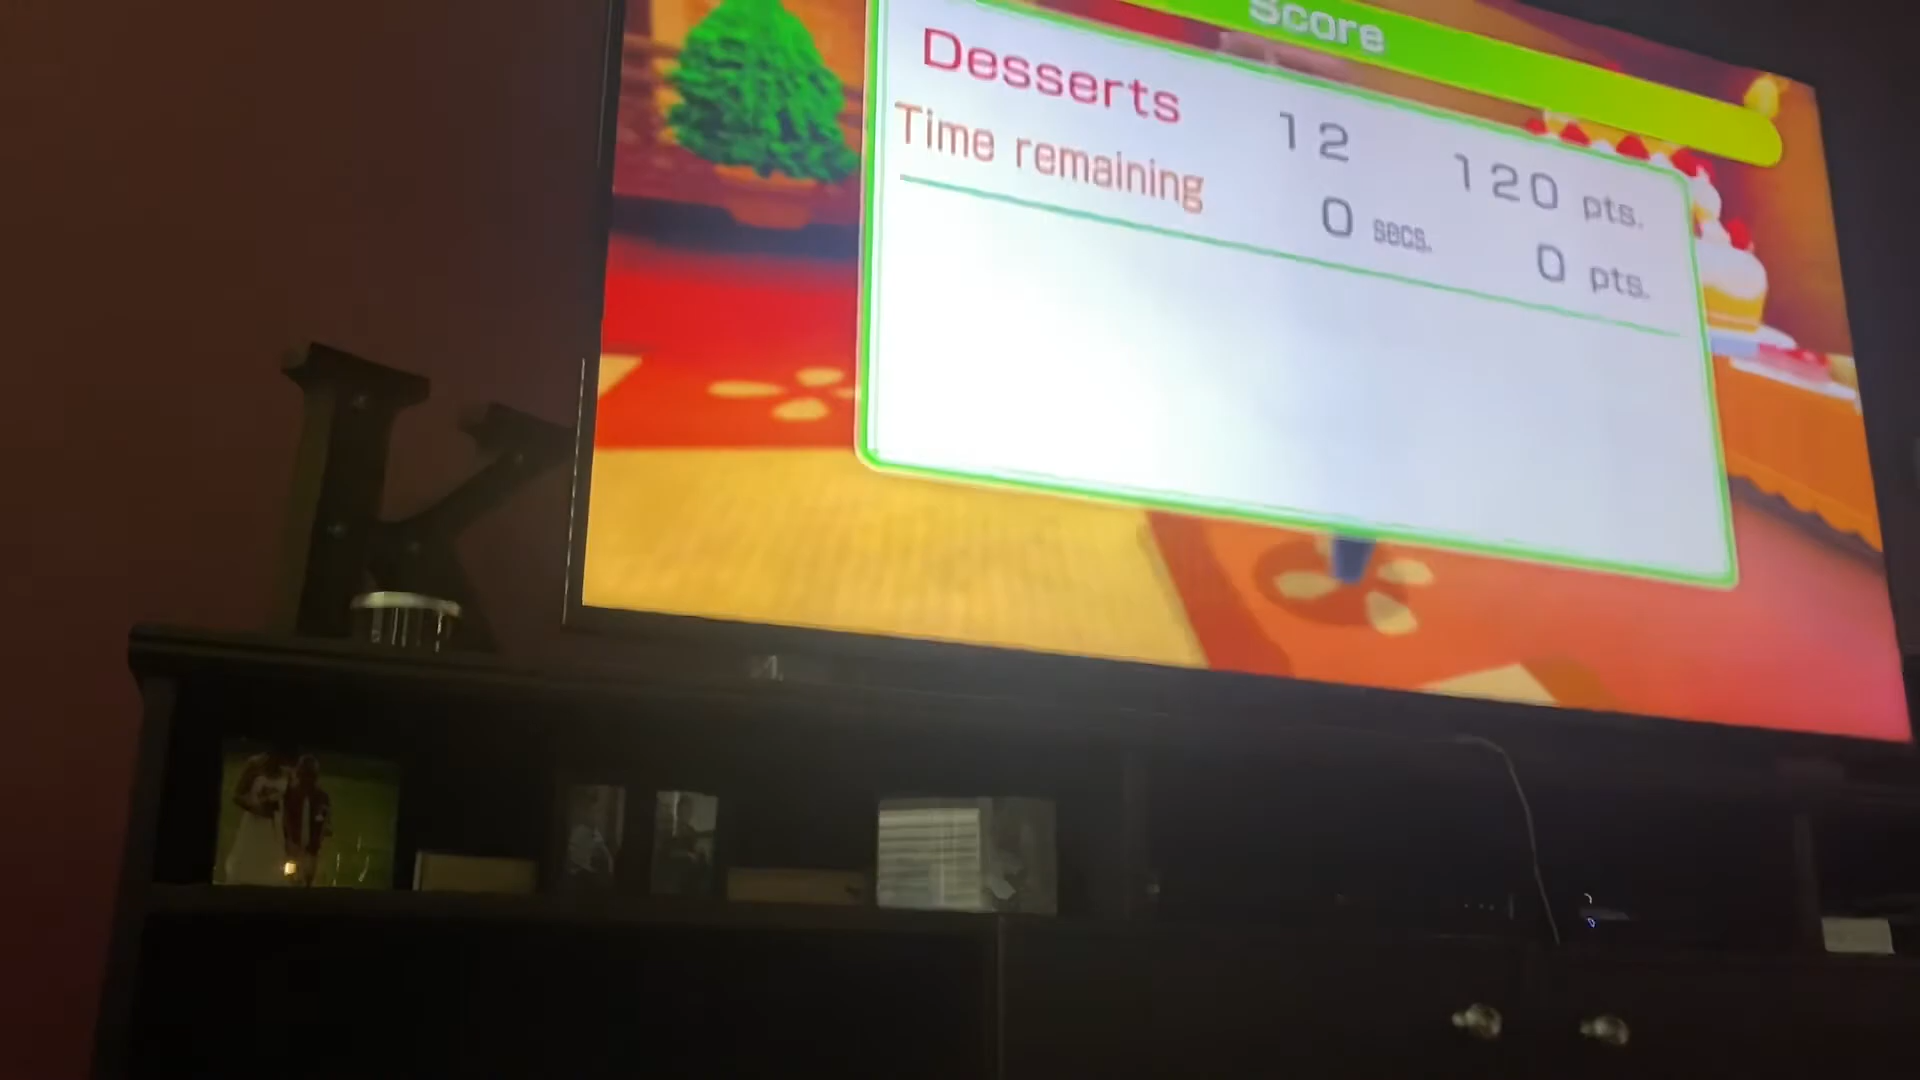 Score
Desserts 12 120 pts.
Time remaining 0 secs. 0 pts.
K